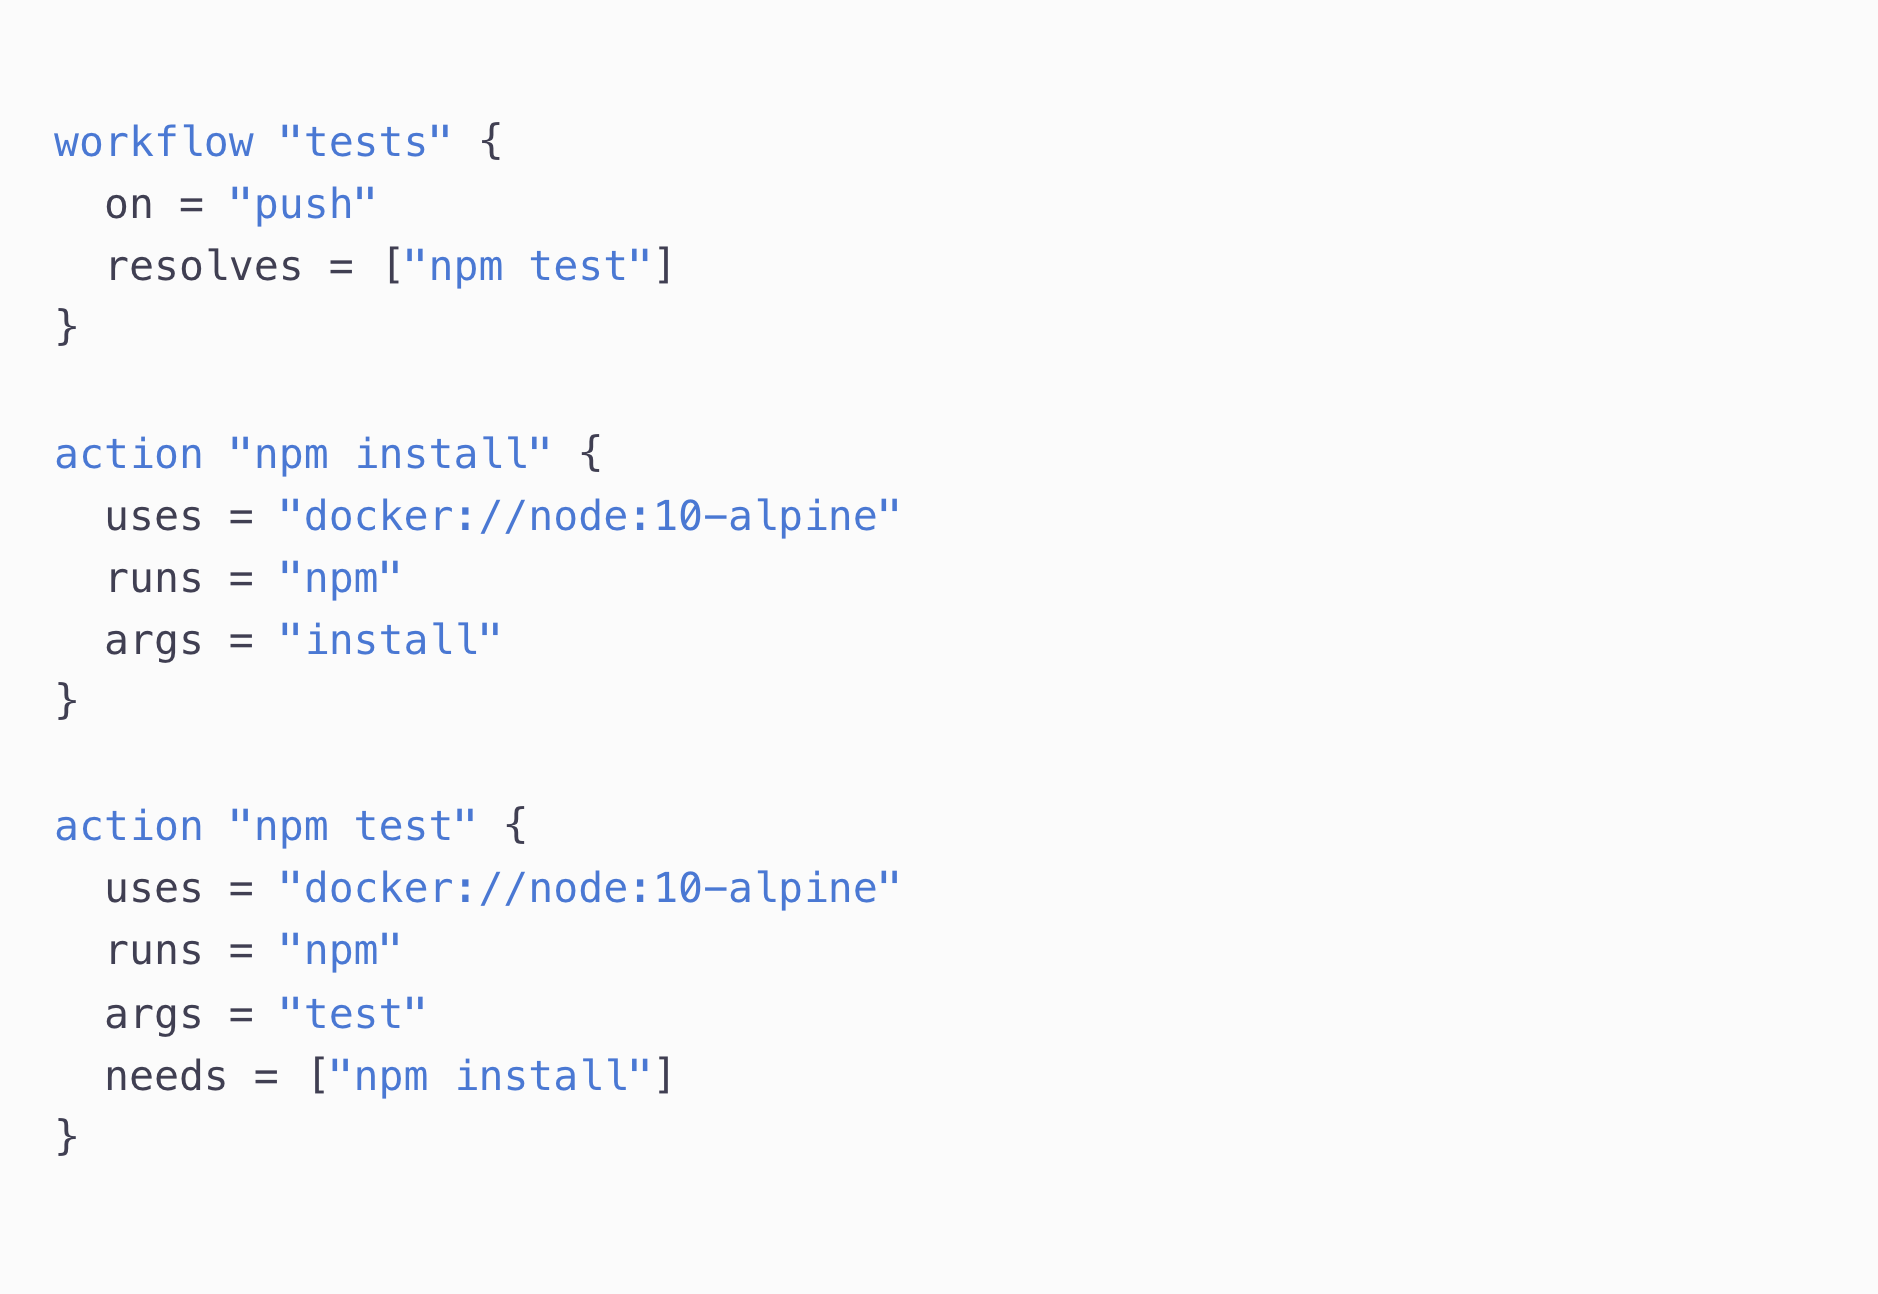 workflow "tests" {
  on = "push"
  resolves = ["npm test"]
}

action "npm install" {
  uses = "docker://node:10-alpine"
  runs = "npm"
  args = "install"
}

action "npm test" {
  uses = "docker://node:10-alpine"
  runs = "npm"
  args = "test"
  needs = ["npm install"]
}